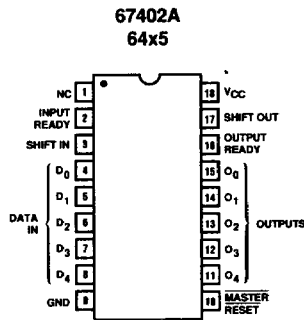 67402A
64x5
NC 1
INPUT
READY 2
SHIFT IN 3
D0 4
D1 5
D2 6
D3 7
D4 8
DATA
IN
GND 9
18 VCC
17 SHIFT OUT
16 OUTPUT
READY
15 O0
14 O1
13 O2
12 O3
11 O4
OUTPUTS
10 MASTER
RESET